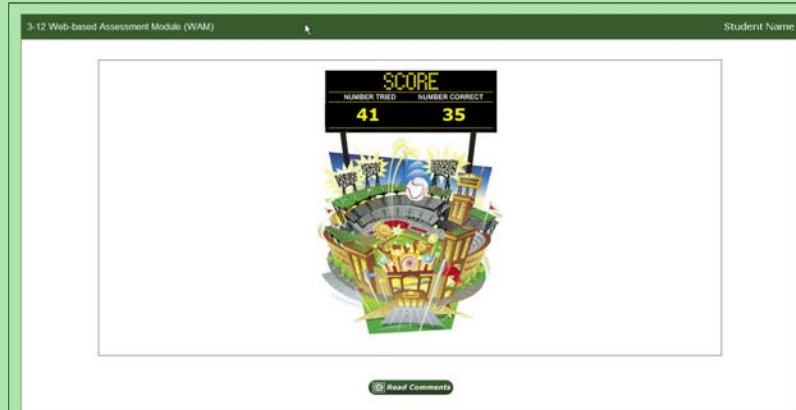 3-12 Web-based Assessment Module (WAM) Student Name
SCORE
NUMBER TRIED NUMBER CORRECT
41 35
Read Comments